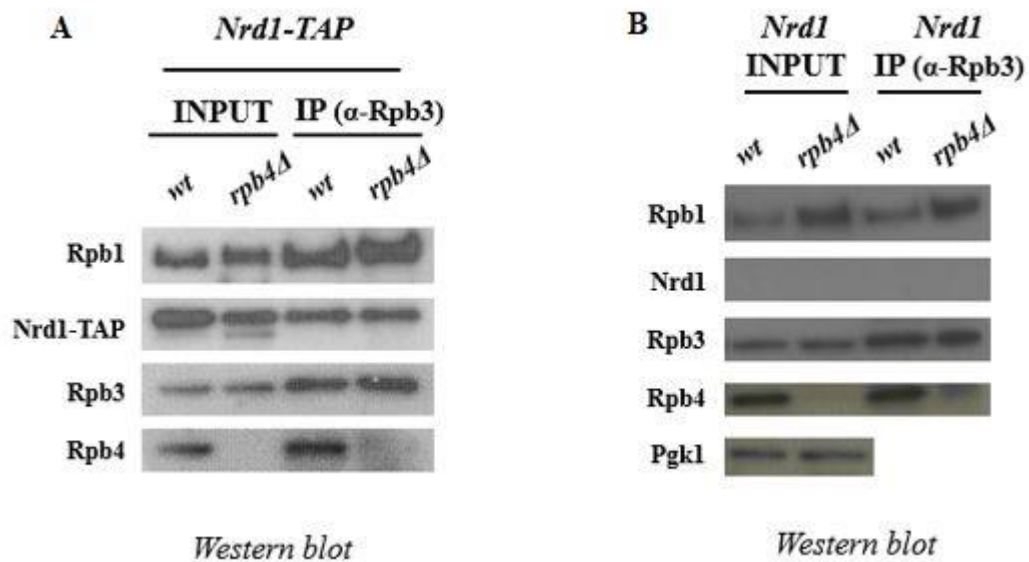 A
Nrd1-TAP
INPUT IP (α-Rpb3)
wt rpb4Δ wt rpb4Δ
Rpb1
Nrd1-TAP
Rpb3
Rpb4
Western blot
B
Nrd1 Nrd1
INPUT IP (α-Rpb3)
wt rpb4Δ wt rpb4Δ
Rpb1
Nrd1
Rpb3
Rpb4
Pgk1
Western blot